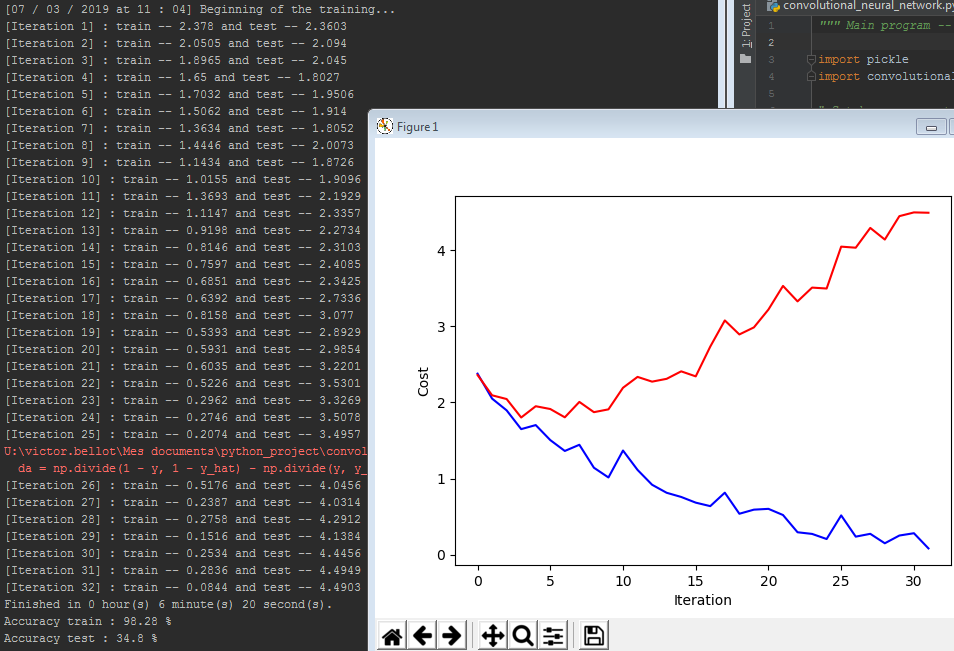 [07 / 03 / 2019 at 11 : 04] Beginning of the training...
[Iteration 1] : train -- 2.378 and test -- 2.3603
[Iteration 2] : train -- 2.0505 and test -- 2.094
[Iteration 3] : train -- 1.8965 and test -- 2.045
[Iteration 4] : train -- 1.65 and test -- 1.8027
[Iteration 5] : train -- 1.7032 and test -- 1.9506
[Iteration 6] : train -- 1.5062 and test -- 1.914
[Iteration 7] : train -- 1.3634 and test -- 1.8052
[Iteration 8] : train -- 1.4446 and test -- 2.0073
[Iteration 9] : train -- 1.1434 and test -- 1.8726
[Iteration 10] : train -- 1.0155 and test -- 1.9096
[Iteration 11] : train -- 1.3693 and test -- 2.1929
[Iteration 12] : train -- 1.1147 and test -- 2.3357
[Iteration 13] : train -- 0.9198 and test -- 2.2734
[Iteration 14] : train -- 0.8146 and test -- 2.3103
[Iteration 15] : train -- 0.7597 and test -- 2.4085
[Iteration 16] : train -- 0.6851 and test -- 2.3425
[Iteration 17] : train -- 0.6392 and test -- 2.7336
[Iteration 18] : train -- 0.8158 and test -- 3.077
[Iteration 19] : train -- 0.5393 and test -- 2.8929
[Iteration 20] : train -- 0.5931 and test -- 2.9854
[Iteration 21] : train -- 0.6035 and test -- 3.2201
[Iteration 22] : train -- 0.5226 and test -- 3.5301
[Iteration 23] : train -- 0.2962 and test -- 3.3269
[Iteration 24] : train -- 0.2746 and test -- 3.5078
[Iteration 25] : train -- 0.2074 and test -- 3.4957
U:\victor.bellot\Mes documents\python_project\convol
da = np.divide(1 - y, 1 - y_hat) - np.divide(y, y_
[Iteration 26] : train -- 0.5176 and test -- 4.0456
[Iteration 27] : train -- 0.2387 and test -- 4.0314
[Iteration 28] : train -- 0.2758 and test -- 4.2912
[Iteration 29] : train -- 0.1516 and test -- 4.1384
[Iteration 30] : train -- 0.2534 and test -- 4.4456
[Iteration 31] : train -- 0.2836 and test -- 4.4949
[Iteration 32] : train -- 0.0844 and test -- 4.4903
Finished in 0 hour(s) 6 minute(s) 20 second(s).
Accuracy train : 98.28 %
Accuracy test : 34.8 %
1: Project
convolutional_neural_network.py
1 """ Main program --
2
3 import pickle
4 import convolutional
5
Figure 1
4
3
2
1
0
Cost
0 5 10 15 20 25 30
Iteration